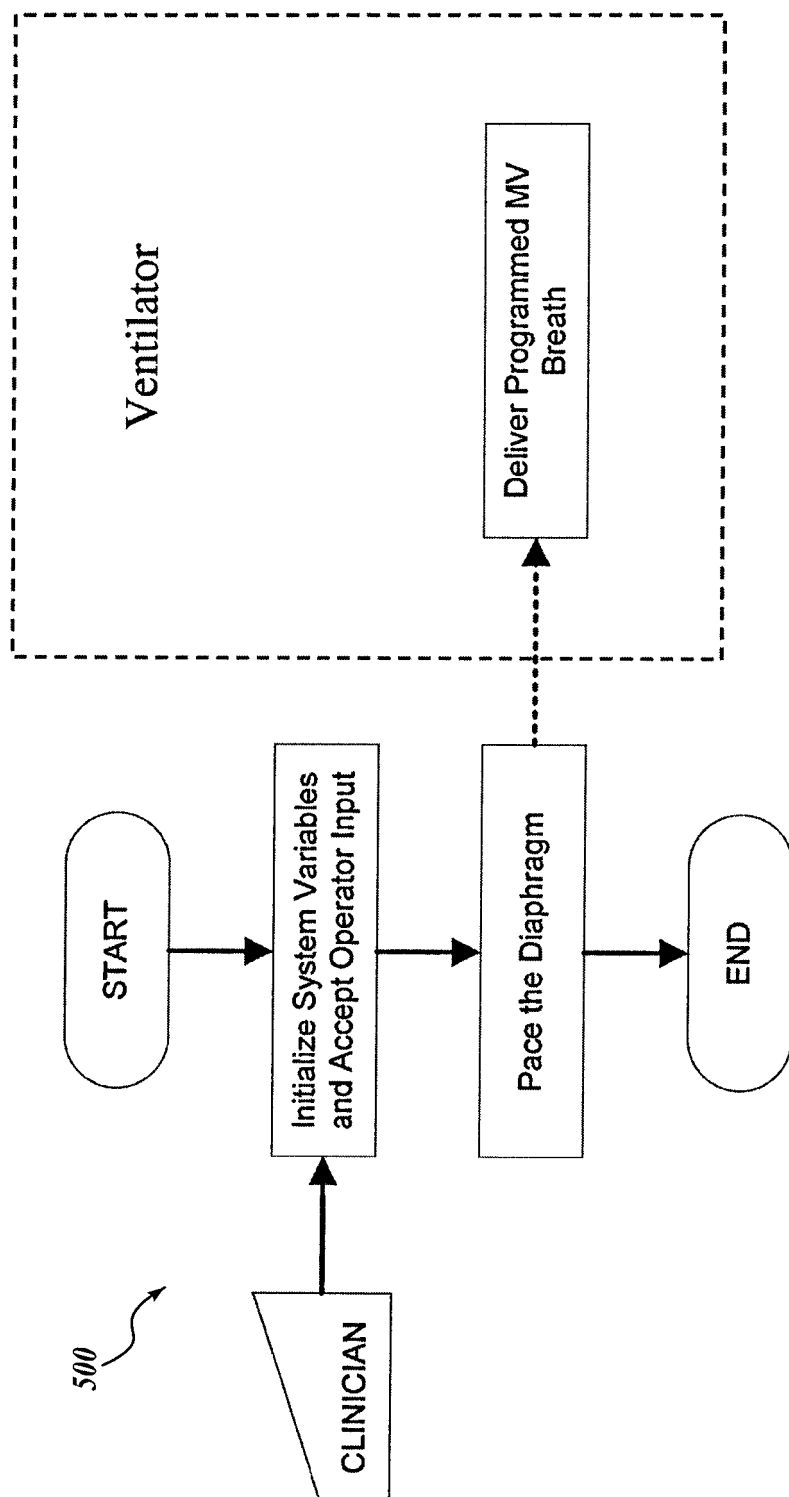 500
START
CLINICIAN
Initialize System Variables
and Accept Operator Input
Pace the Diaphragm
END
Ventilator
Deliver Programmed MV
Breath